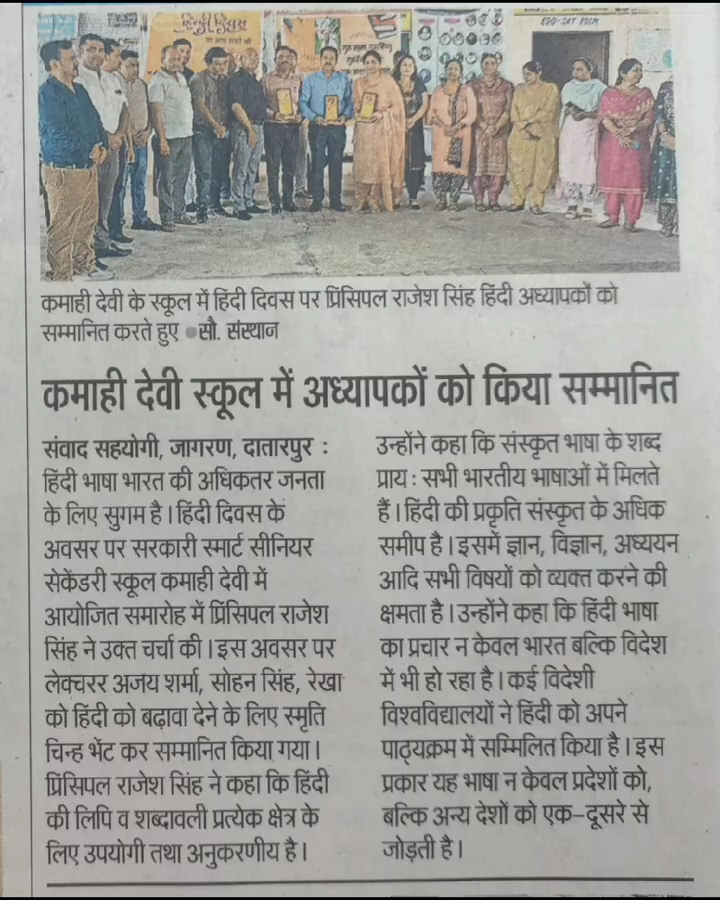 हिन्दी दिवस
EDU-SAT ROOM
कमाही देवी के स्कूल में हिंदी दिवस पर प्रिंसिपल राजेश सिंह हिंदी अध्यापकों को
सम्मानित करते हुए ● सौ. संस्थान
कमाही देवी स्कूल में अध्यापकों को किया सम्मानित
संवाद सहयोगी, जागरण, दातारपुर :
हिंदी भाषा भारत की अधिकतर जनता
के लिए सुगम है। हिंदी दिवस के
अवसर पर सरकारी स्मार्ट सीनियर
सेकेंडरी स्कूल कमाही देवी में
आयोजित समारोह में प्रिंसिपल राजेश
सिंह ने उक्त चर्चा की। इस अवसर पर
लेक्चरर अजय शर्मा, सोहन सिंह, रेखा
को हिंदी को बढ़ावा देने के लिए स्मृति
चिन्ह भेंट कर सम्मानित किया गया।
प्रिंसिपल राजेश सिंह ने कहा कि हिंदी
की लिपि व शब्दावली प्रत्येक क्षेत्र के
लिए उपयोगी तथा अनुकरणीय है।
उन्होंने कहा कि संस्कृत भाषा के शब्द
प्राय : सभी भारतीय भाषाओं में मिलते
हैं। हिंदी की प्रकृति संस्कृत के अधिक
समीप है। इसमें ज्ञान, विज्ञान, अध्ययन
आदि सभी विषयों को व्यक्त करने की
क्षमता है। उन्होंने कहा कि हिंदी भाषा
का प्रचार न केवल भारत बल्कि विदेश
में भी हो रहा है। कई विदेशी
विश्वविद्यालयों ने हिंदी को अपने
पाठ्यक्रम में सम्मिलित किया है। इस
प्रकार यह भाषा न केवल प्रदेशों को,
बल्कि अन्य देशों को एक-दूसरे से
जोड़ती है।